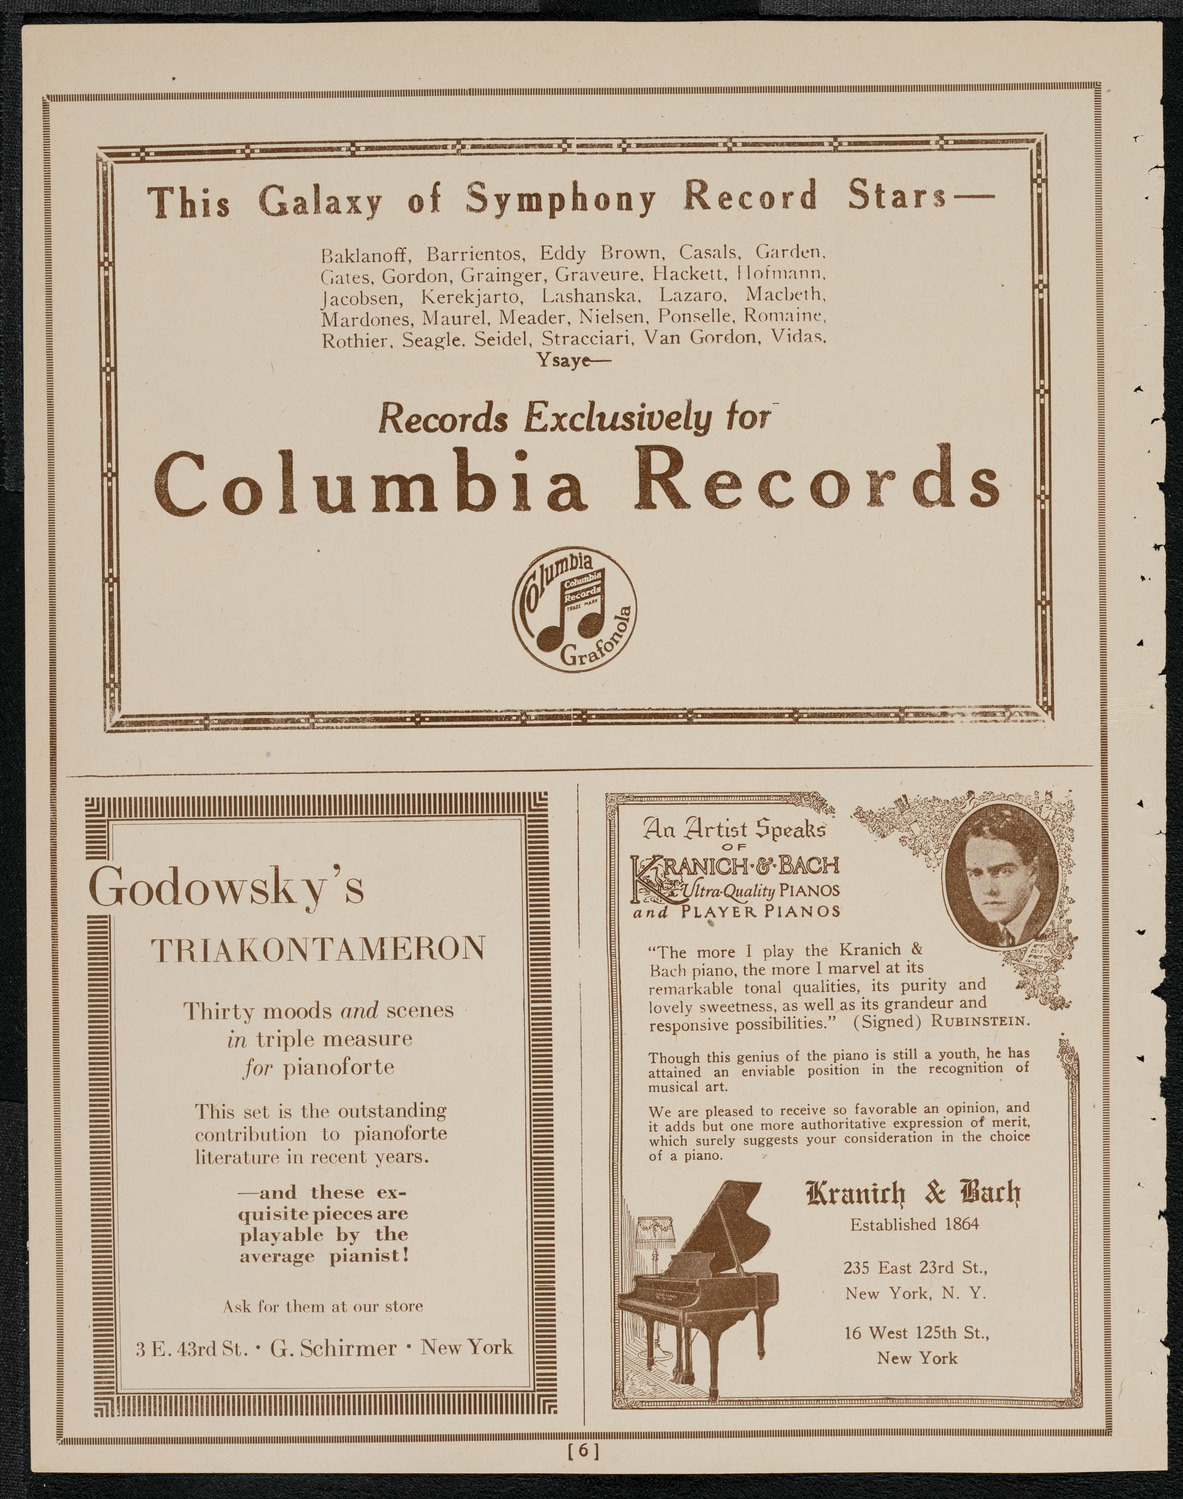 This Galaxy of Symphony Record Stars—
Baklanoff, Barrientos, Eddy Brown, Casals, Garden,
Gates, Gordon, Grainger, Graveure, Hackett, Hofmann,
Jacobsen, Kerekjarto, Lashanska, Lazaro, Macbeth,
Mardones, Maurel, Meader, Nielsen, Ponselle, Romaine,
Rothier, Seagle, Seidel, Stracciari, Van Gordon, Vidas,
Ysaye—
Records Exclusively for
Columbia Records
Columbia
Columbia
Records
TRADE MARK
Grafonola
Godowsky's
TRIAKONTAMERON
Thirty moods and scenes
in triple measure
for pianoforte
This set is the outstanding
contribution to pianoforte
literature in recent years.
—and these ex-
quisite pieces are
playable by the
average pianist!
Ask for them at our store
3 E. 43rd St. • G. Schirmer • New York
An Artist Speaks
OF
KRANICH·&·BACH
Ultra-Quality PIANOS
and PLAYER PIANOS
"The more I play the Kranich &
Bach piano, the more I marvel at its
remarkable tonal qualities, its purity and
lovely sweetness, as well as its grandeur and
responsive possibilities." (Signed) RUBINSTEIN.
Though this genius of the piano is still a youth, he has
attained an enviable position in the recognition of
musical art.
We are pleased to receive so favorable an opinion, and
it adds but one more authoritative expression of merit,
which surely suggests your consideration in the choice
of a piano.
Kranich & Bach
Established 1864
235 East 23rd St.,
New York, N. Y.
16 West 125th St.,
New York
[ 6 ]